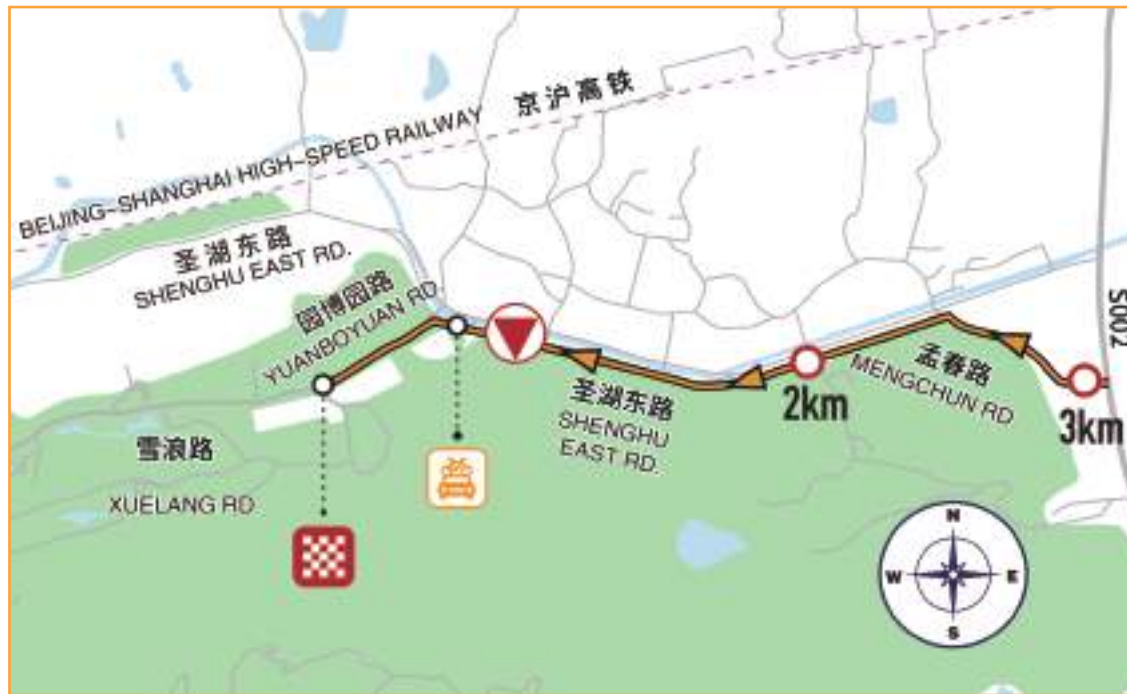 京沪高铁
BEIJING-SHANGHAI HIGH-SPEED RAILWAY
圣湖东路
SHENGHU EAST RD.
园博园路
YUANBOYUAN RD.
S002
孟春路
MENGCHUN RD
2km
3km
圣湖东路
SHENGHU
EAST RD.
雪浪路
XUELANG RD
N
W
E
S